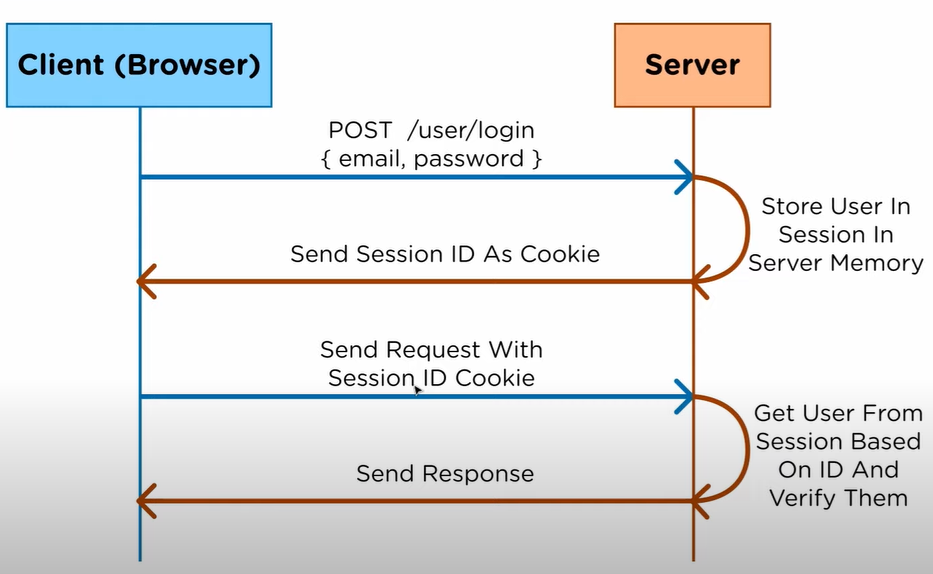 Client (Browser)
Server
POST /user/login
{ email, password }
Store User In
Session In
Server Memory
Send Session ID As Cookie
Send Request With
Session ID Cookie
Get User From
Session Based
On ID And
Verify Them
Send Response